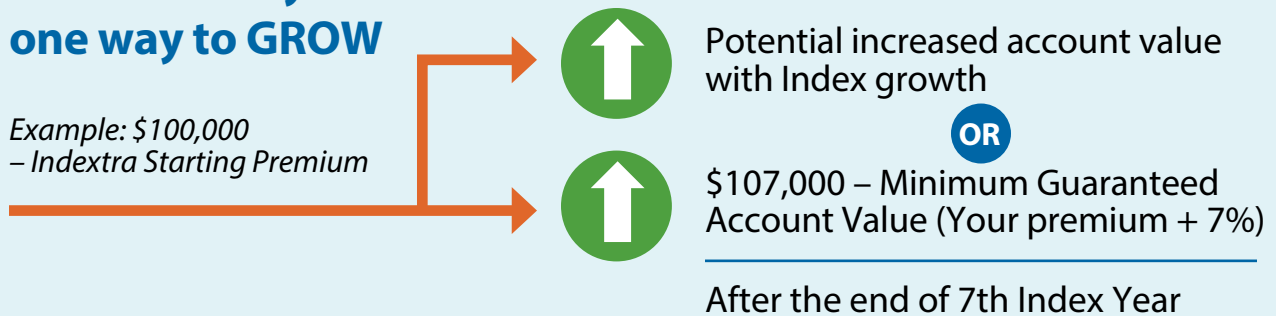 one way to GROW
Example: $100,000
– Indextra Starting Premium
Potential increased account value
with Index growth
OR
$107,000 – Minimum Guaranteed
Account Value (Your premium + 7%)
After the end of 7th Index Year